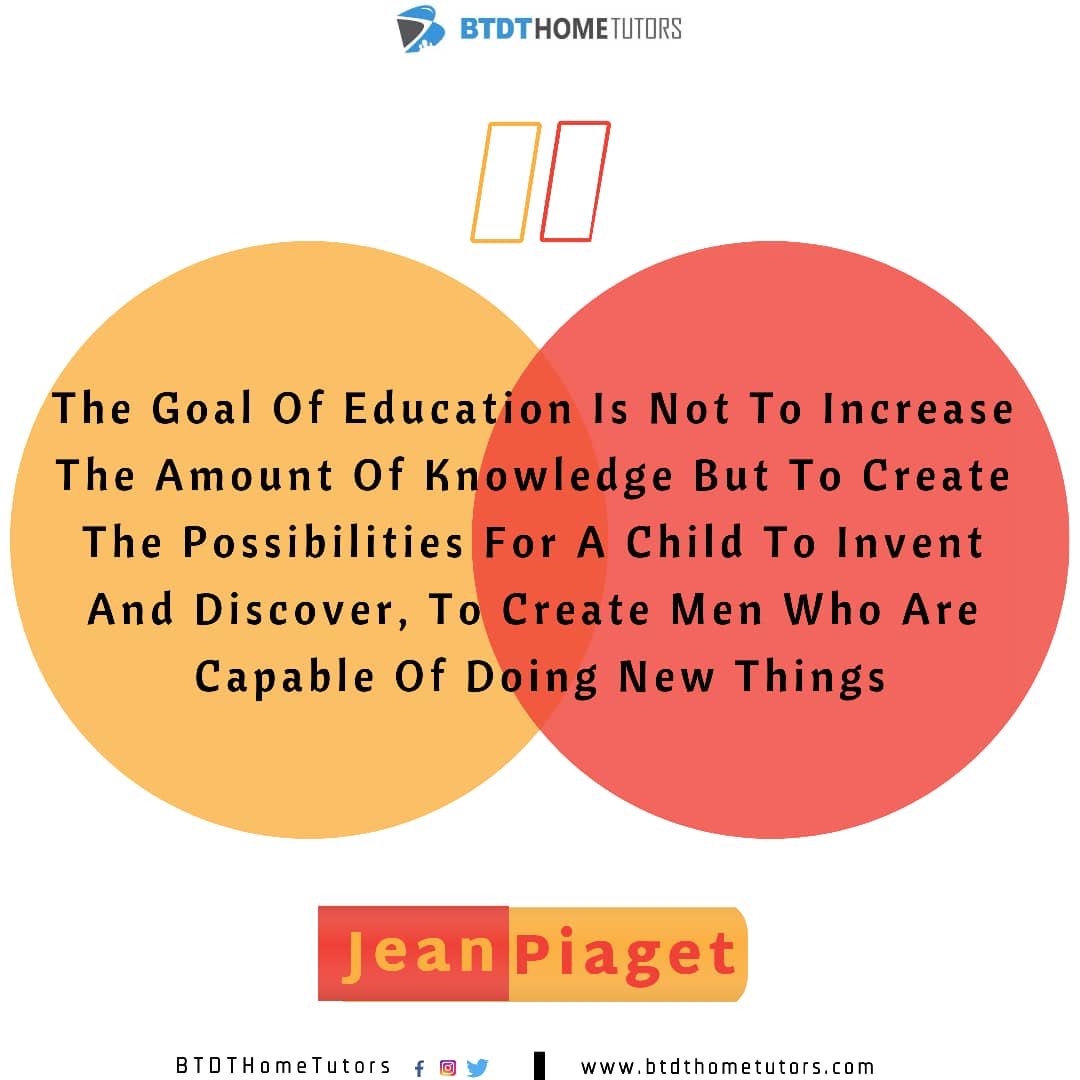 BTDTHOMETUTORS
The Goal Of Education Is Not To Increase
The Amount Of Knowledge But To Create
The Possibilities For A Child To Invent
And Discover, To Create Men Who Are
Capable Of Doing New Things
Jean Piaget
BTDTHomeTutors
www.btdthometutors.com